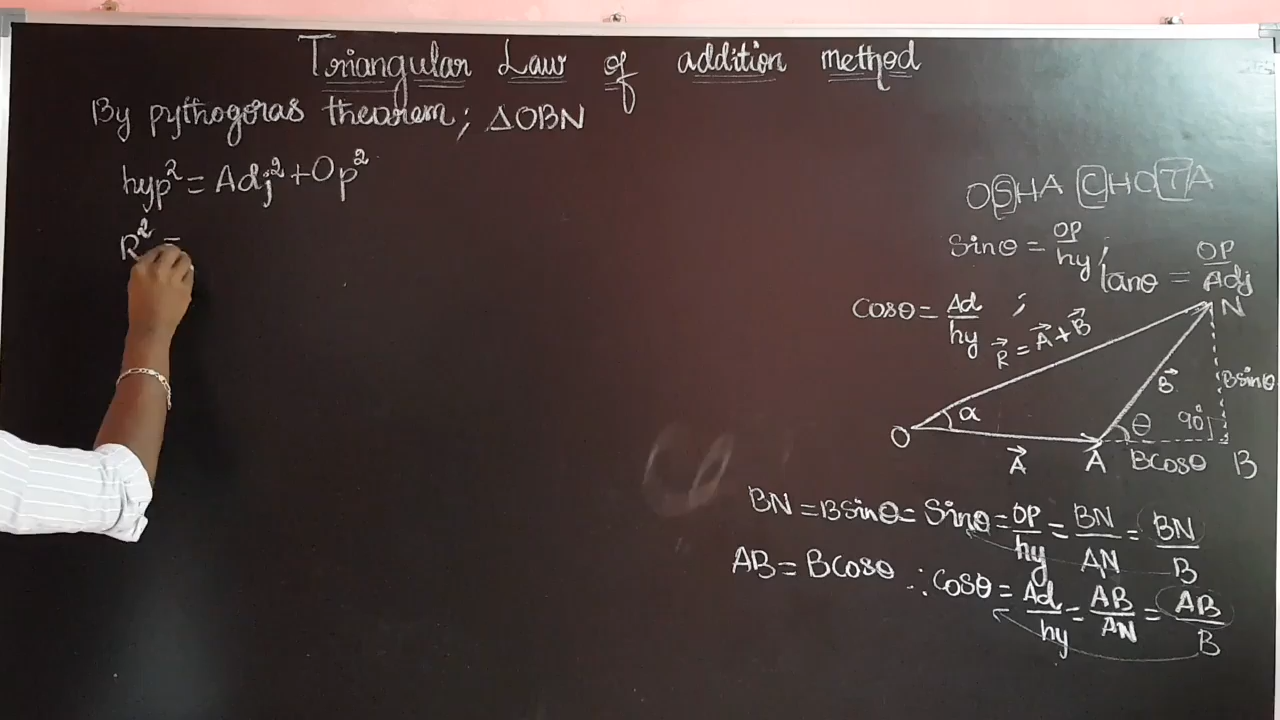 Triangular Law of addition method
By pythogoras thearem; ΔOBN
hyp² = Adj² + Op²
R² =
OSHA CHOTA
Sinθ = OP/hy ;
Tanθ = OP/Adj
Cosθ = Ad/hy ;
R⃗ = A⃗ + B⃗
N
B⃗
Bsinθ
α
θ
90°
O
A⃗
A
Bcosθ
B
BN = Bsinθ = Sinθ = OP/hy = BN/AN = BN/B
AB = Bcosθ ∴ Cosθ = Ad/hy = AB/AN = AB/B